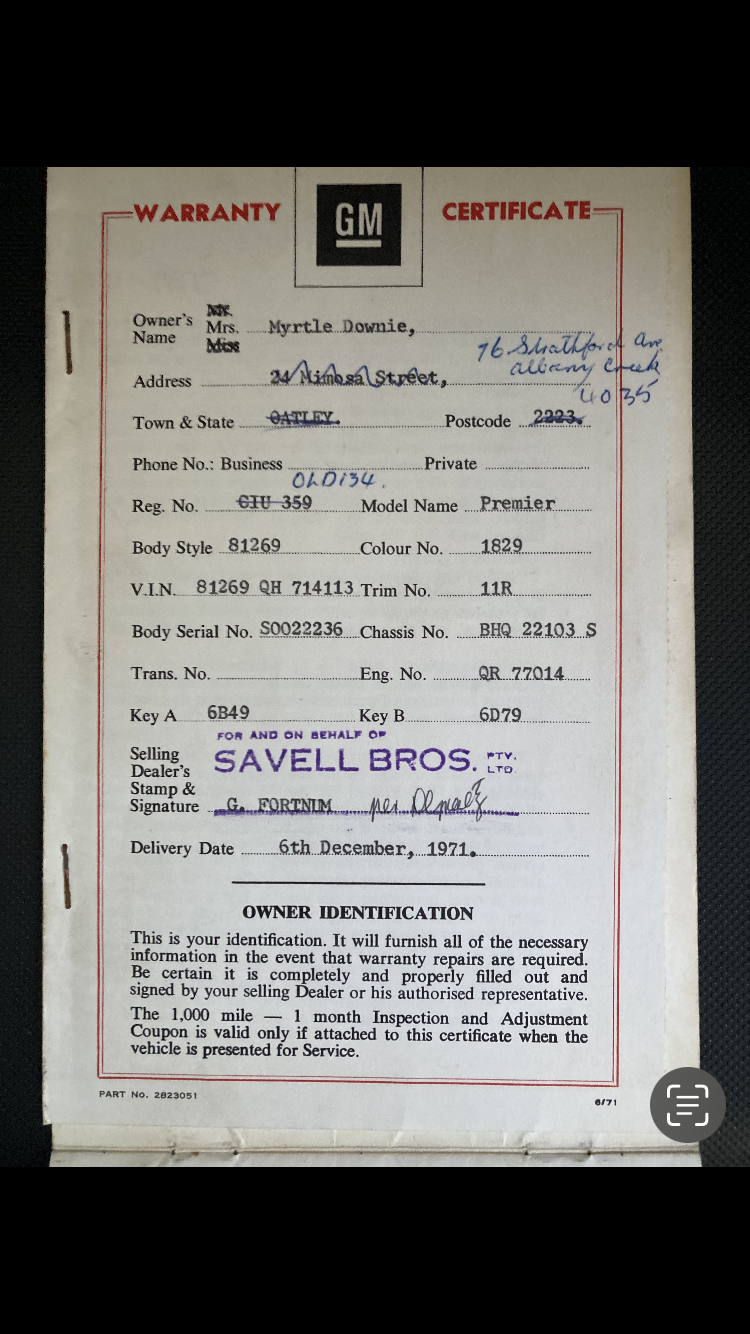 WARRANTY GM CERTIFICATE
Owner's Name Mr. Mrs. Miss Myrtle Downie,
76 Strathford Ave
Albany Creek
4035
Address 24 Mimosa Street,
Town & State OATLEY. Postcode 2223.
Phone No.: Business Private
OLD134.
Reg. No. GIU 359 Model Name Premier
Body Style 81269 Colour No. 1829
V.I.N. 81269 QH 714113 Trim No. 11R
Body Serial No. S0022236 Chassis No. BHQ 22103 S
Trans. No. Eng. No. QR 77014
Key A 6B49 Key B 6D79
FOR AND ON BEHALF OF
SAVELL BROS. PTY. LTD.
Selling Dealer's Stamp & Signature G. FORTNUM per
Delivery Date 6th December, 1971.
OWNER IDENTIFICATION
This is your identification. It will furnish all of the necessary
information in the event that warranty repairs are required.
Be certain it is completely and properly filled out and
signed by your selling Dealer or his authorised representative.
The 1,000 mile — 1 month Inspection and Adjustment
Coupon is valid only if attached to this certificate when the
vehicle is presented for Service.
PART No. 2823051
6/71